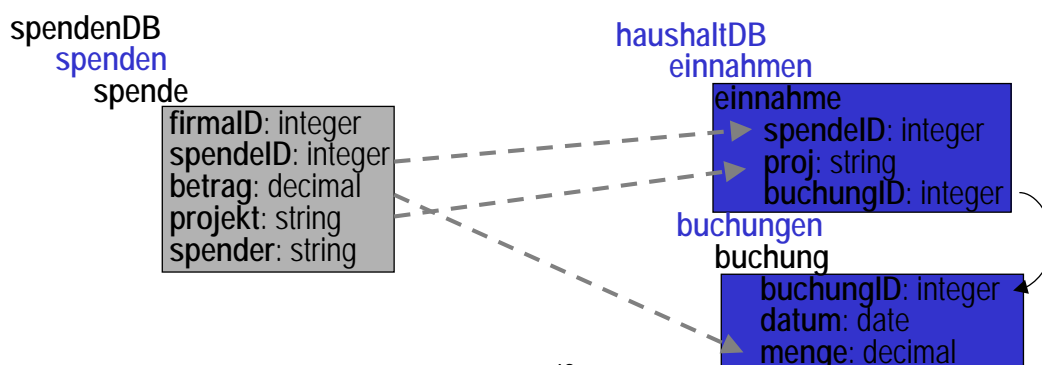 spendenDB
spenden
spende
firmaID: integer
spendeID: integer
betrag: decimal
projekt: string
spender: string
haushaltDB
einnahmen
einnahme
spendeID: integer
proj: string
buchungID: integer
buchungen
buchung
buchungID: integer
datum: date
menge: decimal